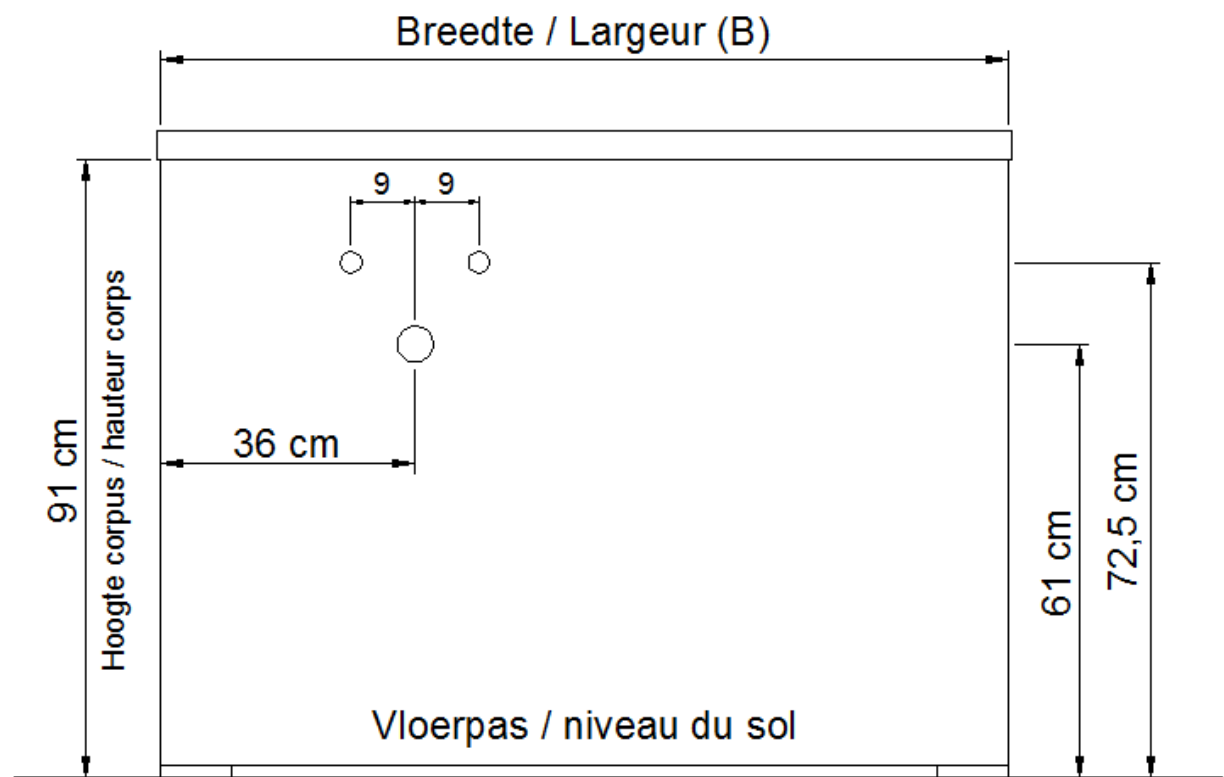 Breedte / Largeur (B)
9
9
36 cm
91 cm
Hoogte corpus / hauteur corps
61 cm
72,5 cm
Vloerpas / niveau du sol